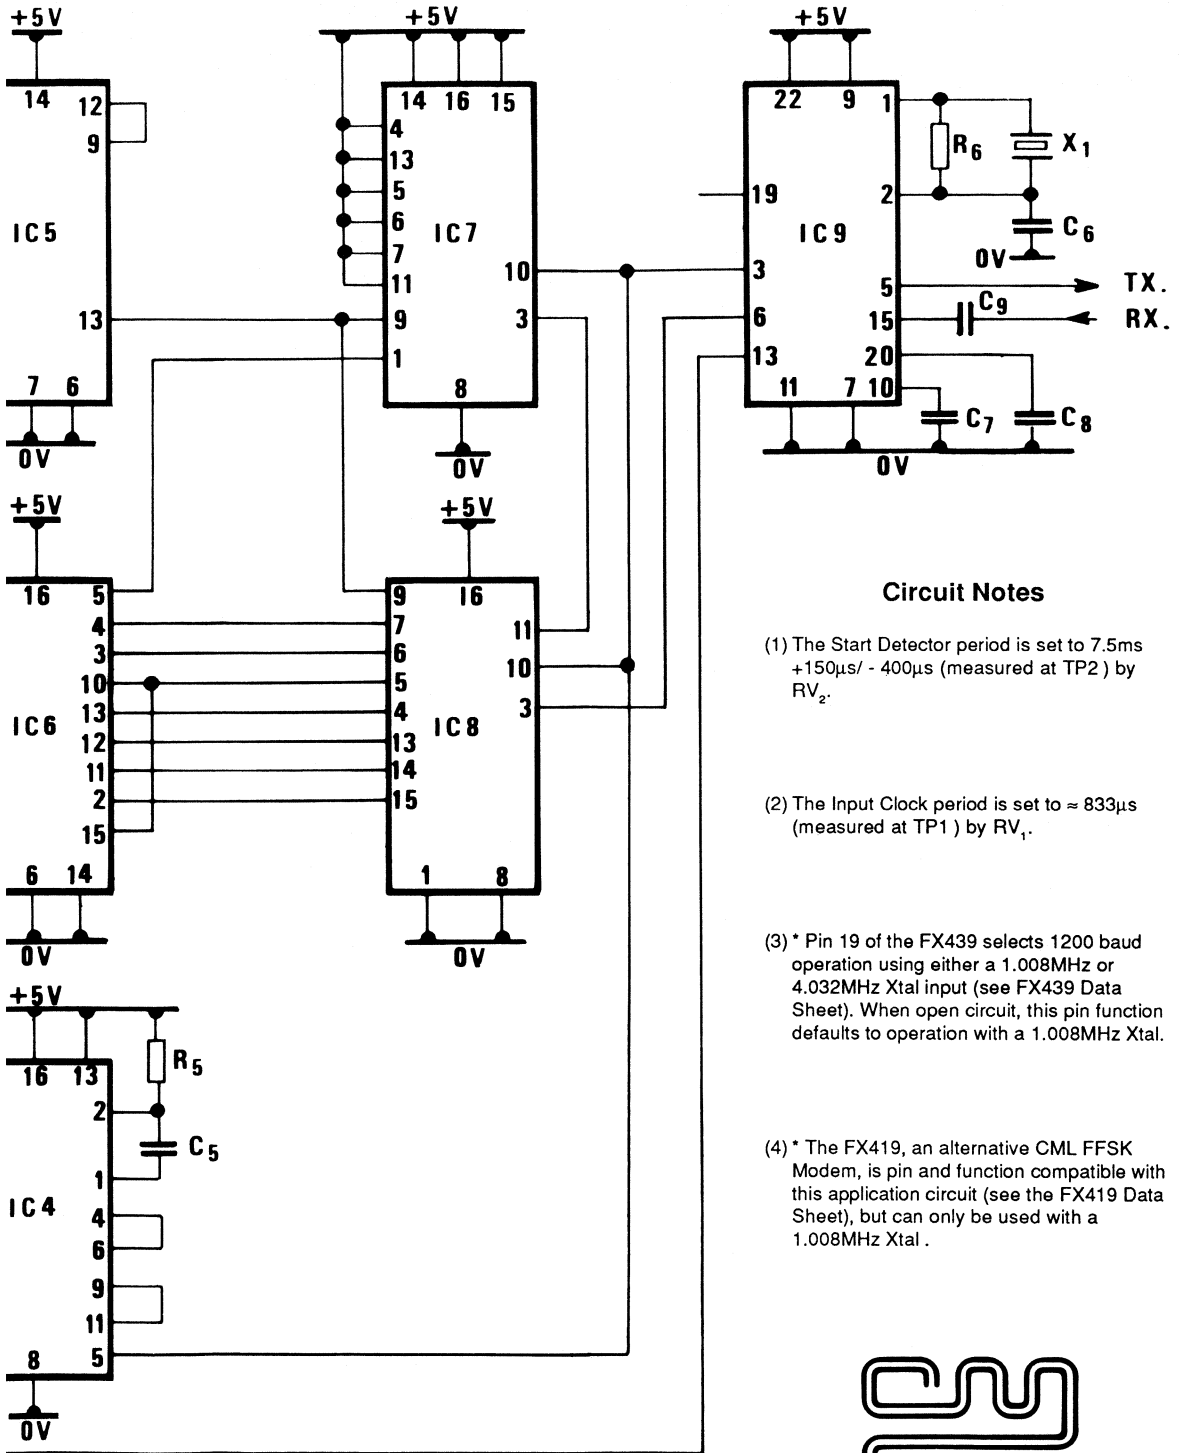 +5V
+5V
+5V
14
12
9
IC5
13
7 6
0V
14 16 15
4
13
5
6
7
11
9
1
IC7
10
3
8
0V
22 9
1
2
19
IC9
3
6
13
5
15
20
10
11 7
0V
R6
X1
C6
0V
TX.
C9
RX.
C7
C8
+5V
16
5
4
3
10
13
12
11
2
15
IC6
6 14
0V
+5V
16
9
7
6
5
4
13
14
15
IC8
11
10
3
1 8
0V
+5V
16 13
R5
2
C5
1
IC4
4
6
9
11
5
8
0V
Circuit Notes
(1) The Start Detector period is set to 7.5ms
+150µs/ - 400µs (measured at TP2 ) by
RV2.
(2) The Input Clock period is set to ≈ 833µs
(measured at TP1 ) by RV1.
(3) * Pin 19 of the FX439 selects 1200 baud
operation using either a 1.008MHz or
4.032MHz Xtal input (see FX439 Data
Sheet). When open circuit, this pin function
defaults to operation with a 1.008MHz Xtal.
(4) * The FX419, an alternative CML FFSK
Modem, is pin and function compatible with
this application circuit (see the FX419 Data
Sheet), but can only be used with a
1.008MHz Xtal .